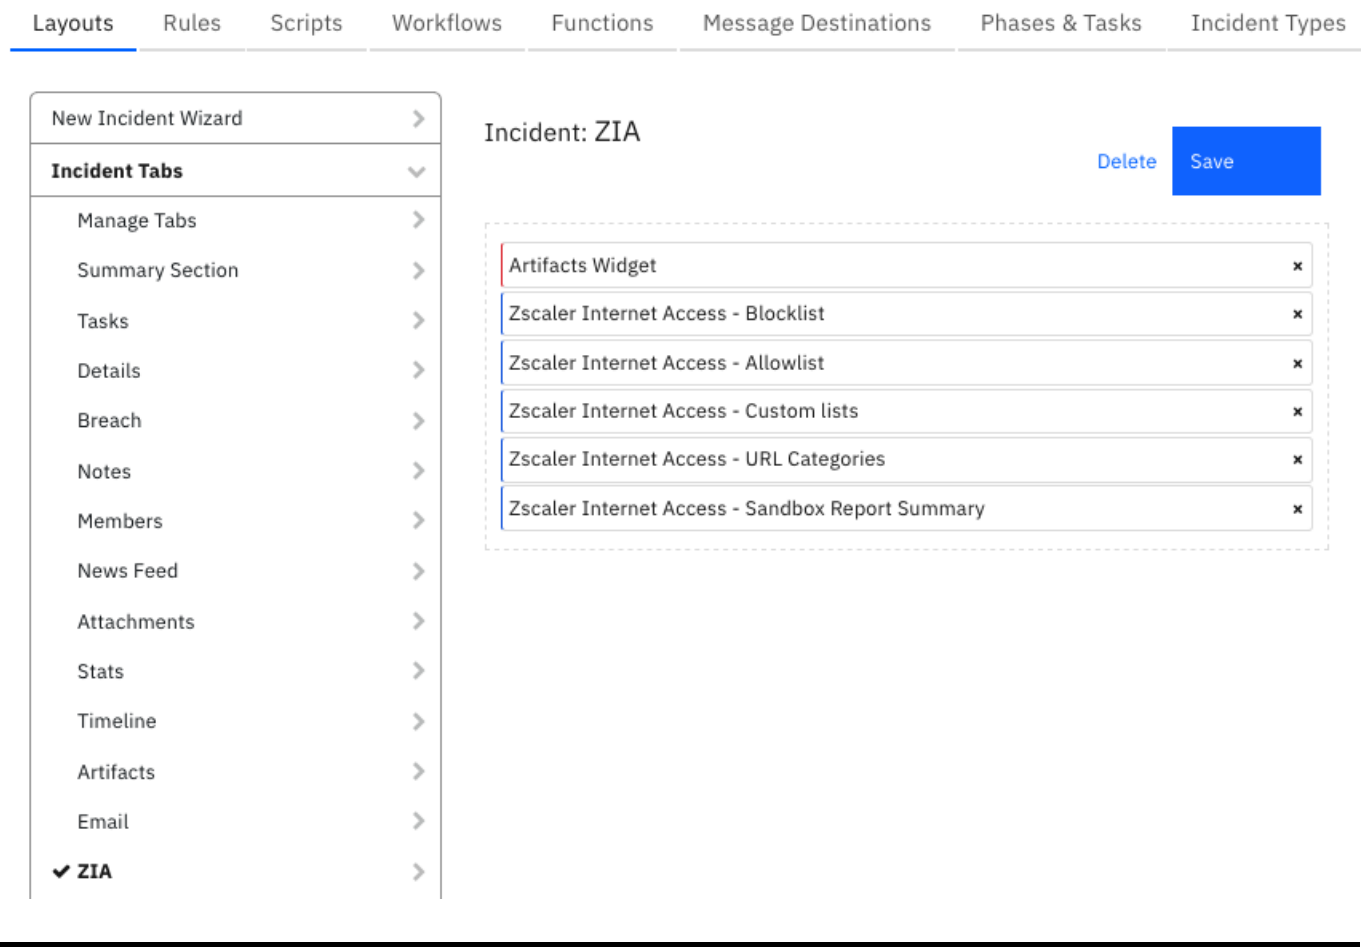 Layouts Rules Scripts Workflows Functions Message Destinations Phases & Tasks Incident Types
New Incident Wizard
Incident Tabs
Manage Tabs
Summary Section
Tasks
Details
Breach
Notes
Members
News Feed
Attachments
Stats
Timeline
Artifacts
Email
ZIA
Incident: ZIA
Delete Save
Artifacts Widget
Zscaler Internet Access - Blocklist
Zscaler Internet Access - Allowlist
Zscaler Internet Access - Custom lists
Zscaler Internet Access - URL Categories
Zscaler Internet Access - Sandbox Report Summary